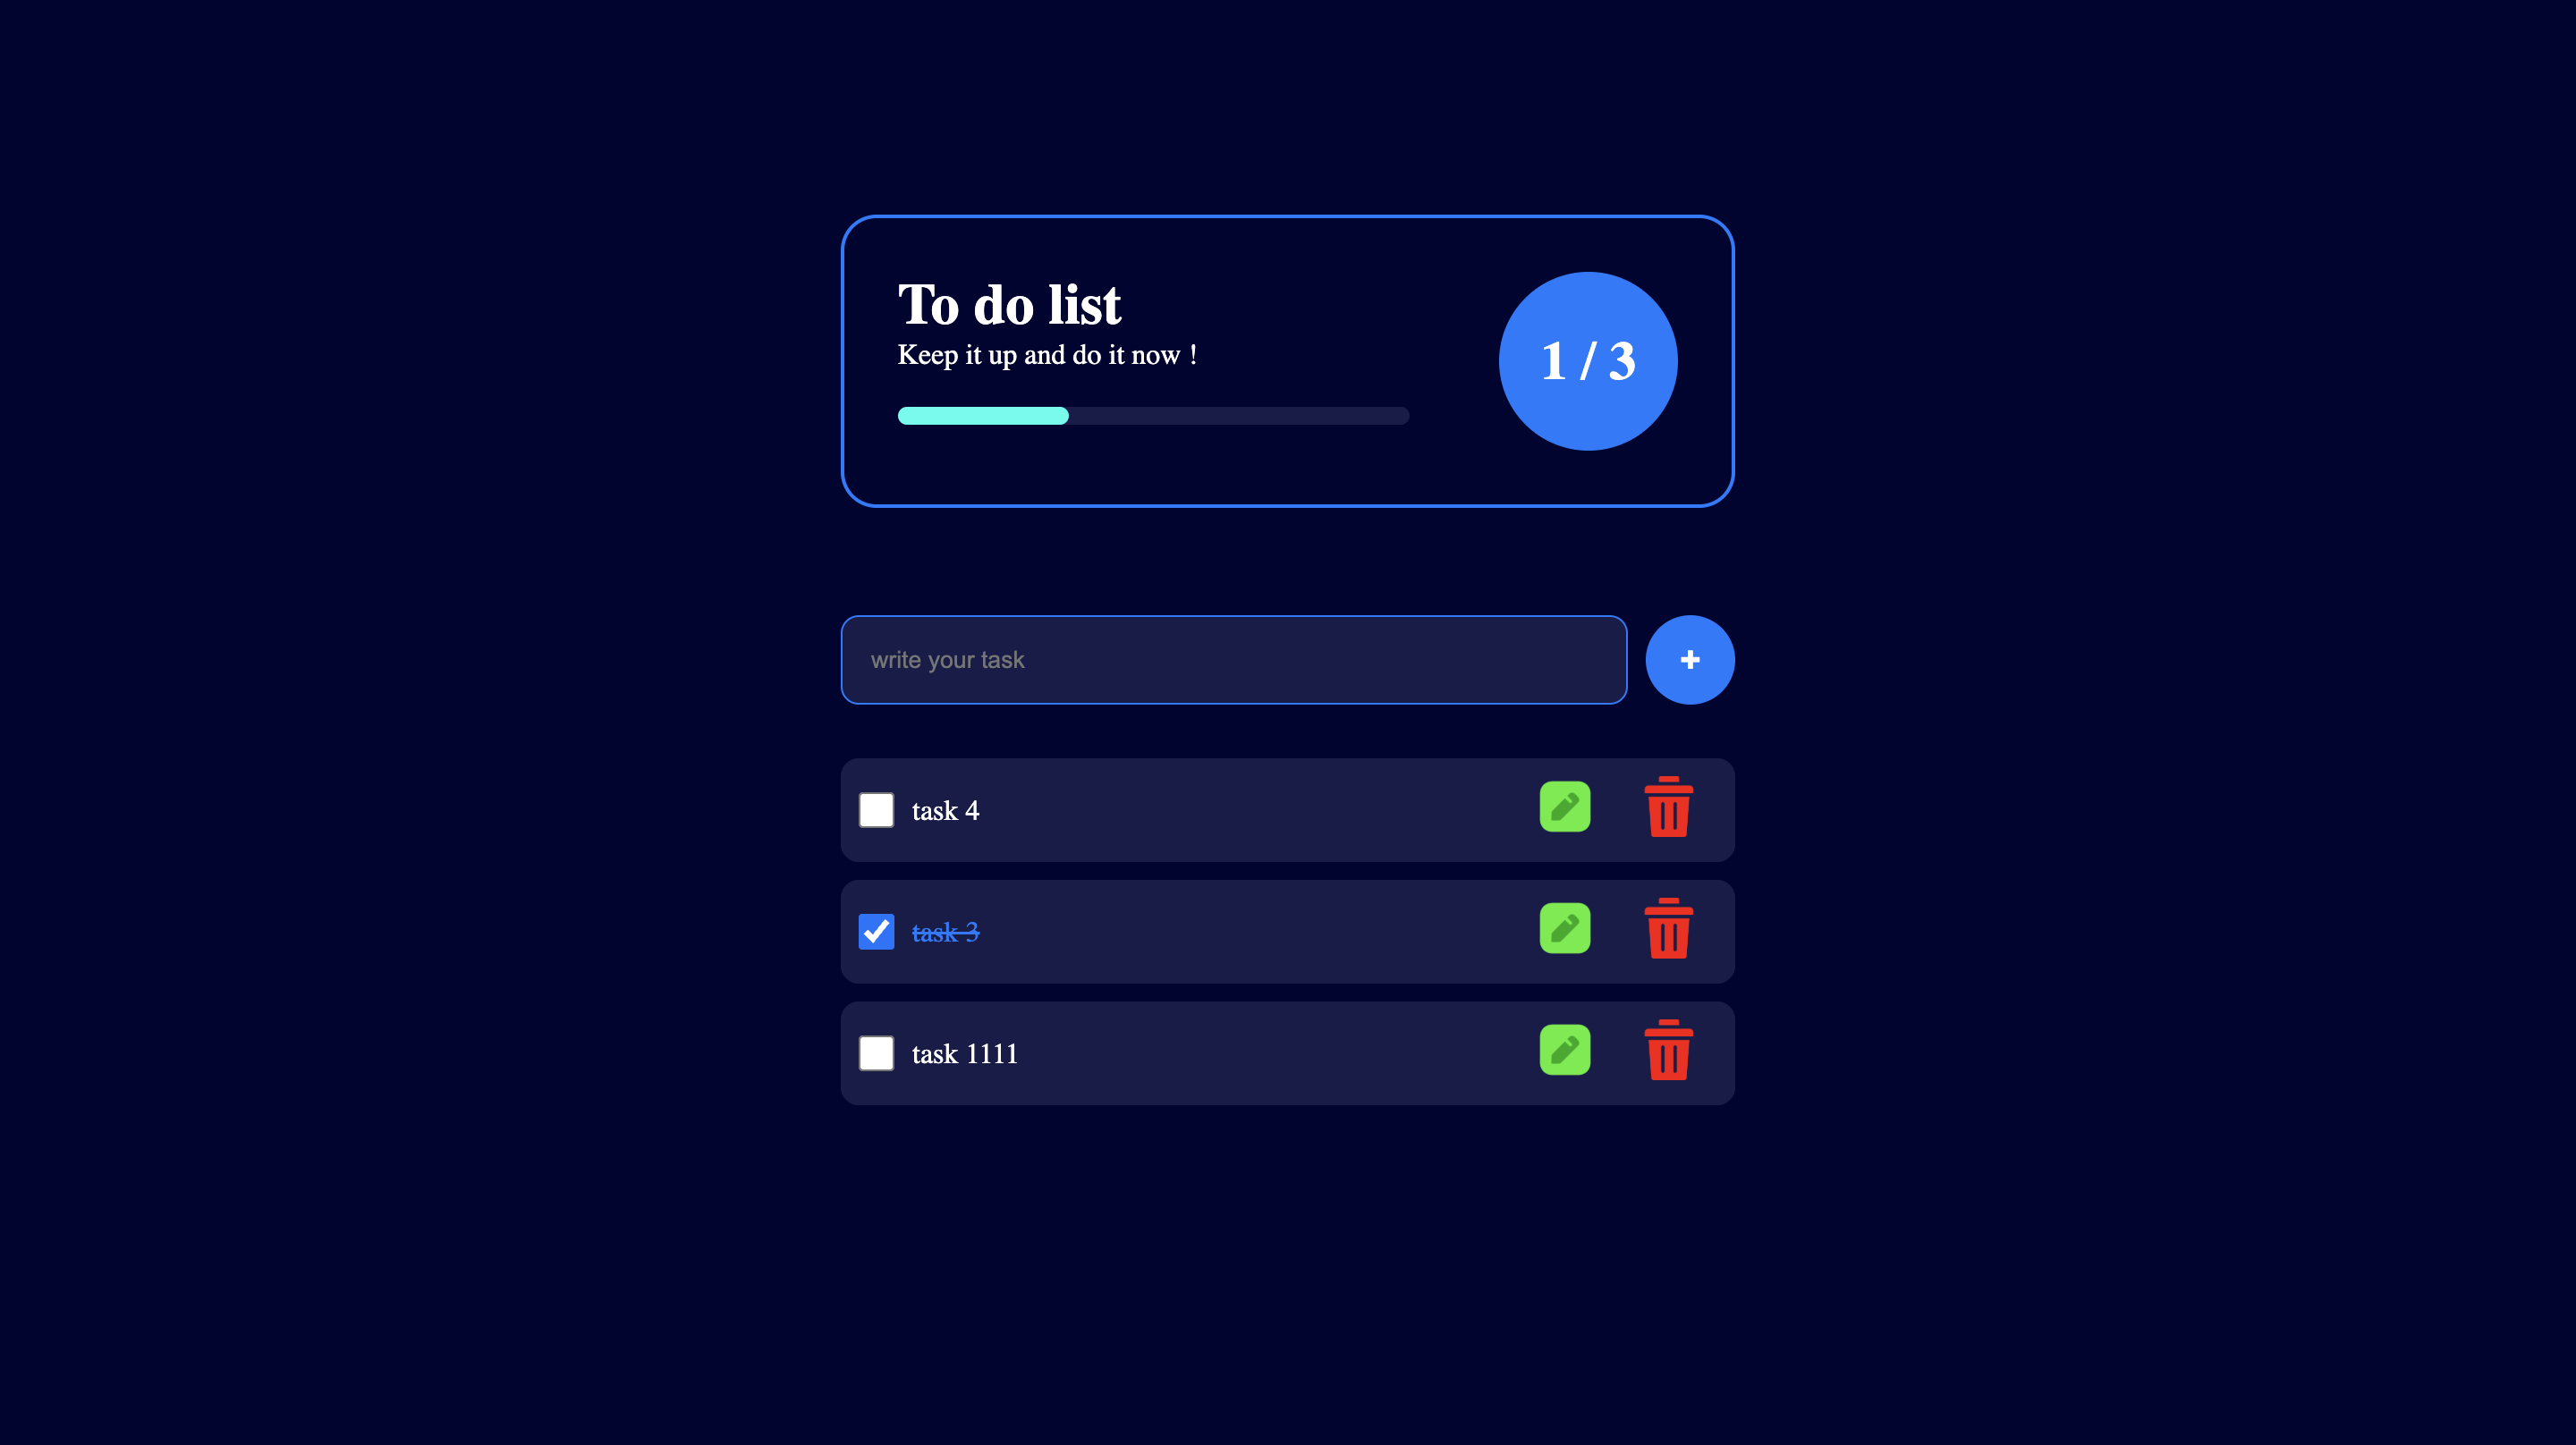 To do list
Keep it up and do it now !
1 / 3
write your task
+
task 4
task 3
task 1111